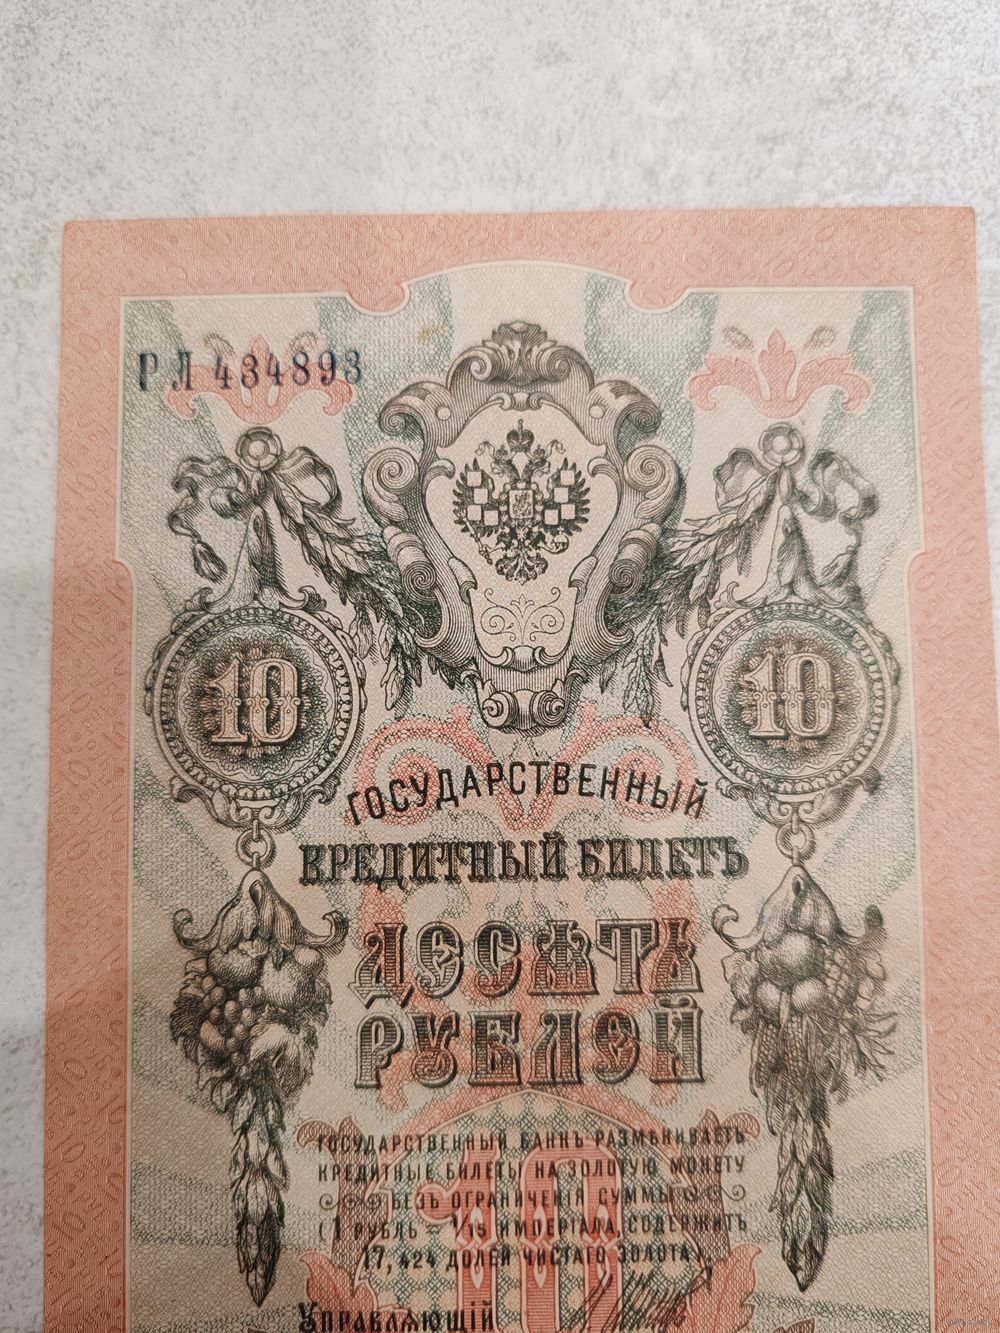 РЛ 434893
10 10
ГОСУДАРСТВЕННЫЙ
КРЕДИТНЫЙ БИЛЕТЪ
ДЕСЯТЬ
РУБЛЕЙ
ГОСУДАРСТВЕННЫЙ БАНКЪ РАЗМѢНИВАЕТЪ
КРЕДИТНЫЕ БИЛЕТЫ НА ЗОЛОТУЮ МОНЕТУ
БЕЗЪ ОГРАНИЧЕНІЯ СУММЫ
(1 РУБЛЬ = 1/15 ИМПЕРІАЛА, СОДЕРЖИТЪ
17,424 ДОЛЕЙ ЧИСТАГО ЗОЛОТА).
10
УПРАВЛЯЮЩІЙ